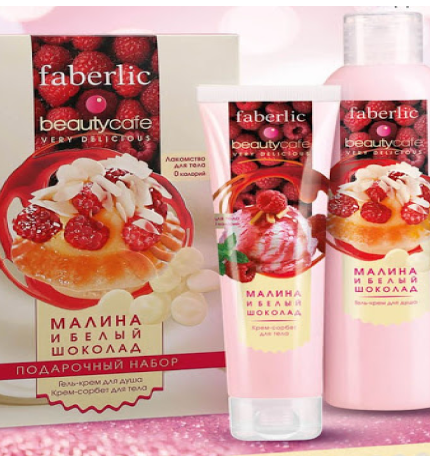 faberlic
beautycafe
VERY DELICIOUS
Лакомство
для тела
0 калорий
МАЛИНА
И БЕЛЫЙ
ШОКОЛАД
ПОДАРОЧНЫЙ НАБОР
Гель-крем для душа
Крем-сорбет для тела
faberlic
beautycafe
VERY DELICIOUS
МАЛИНА
И БЕЛЫЙ
ШОКОЛАД
Крем-сорбет
для тела
faberlic
beautycafe
VERY DELICIOUS
МАЛИНА
И БЕЛЫЙ
ШОКОЛАД
Гель-крем для душа